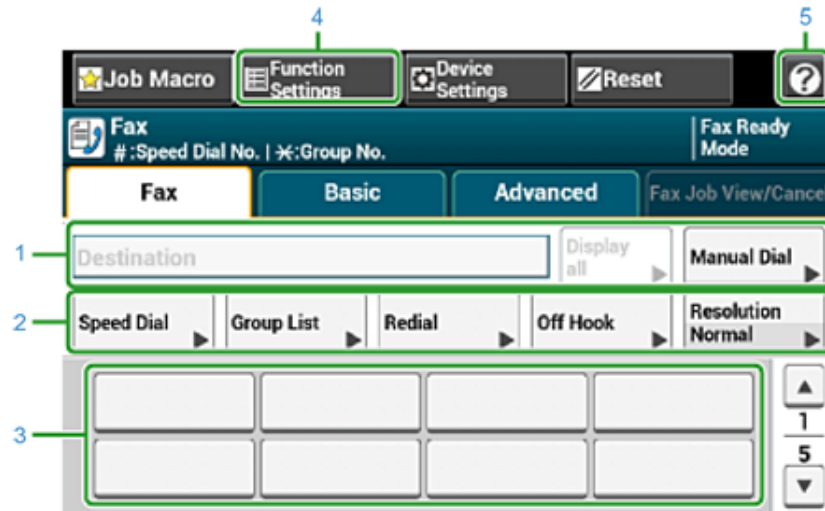 4
5
Job Macro
Function
Settings
Device
Settings
Reset
?
Fax
#:Speed Dial No. | ⚹:Group No.
Fax Ready
Mode
Fax
Basic
Advanced
Fax Job View/Cance
1
Destination
Display
all
Manual Dial
2
Speed Dial
Group List
Redial
Off Hook
Resolution
Normal
3
1
5